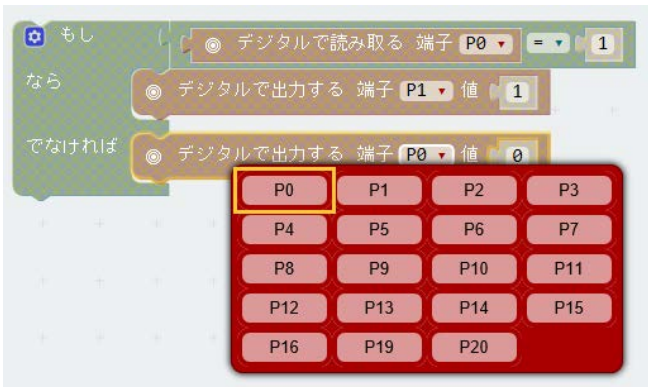 もし デジタルで読み取る 端子 P0 = 1
なら デジタルで出力する 端子 P1 値 1
でなければ デジタルで出力する 端子 P0 値 0
P0 P1 P2 P3
P4 P5 P6 P7
P8 P9 P10 P11
P12 P13 P14 P15
P16 P19 P20